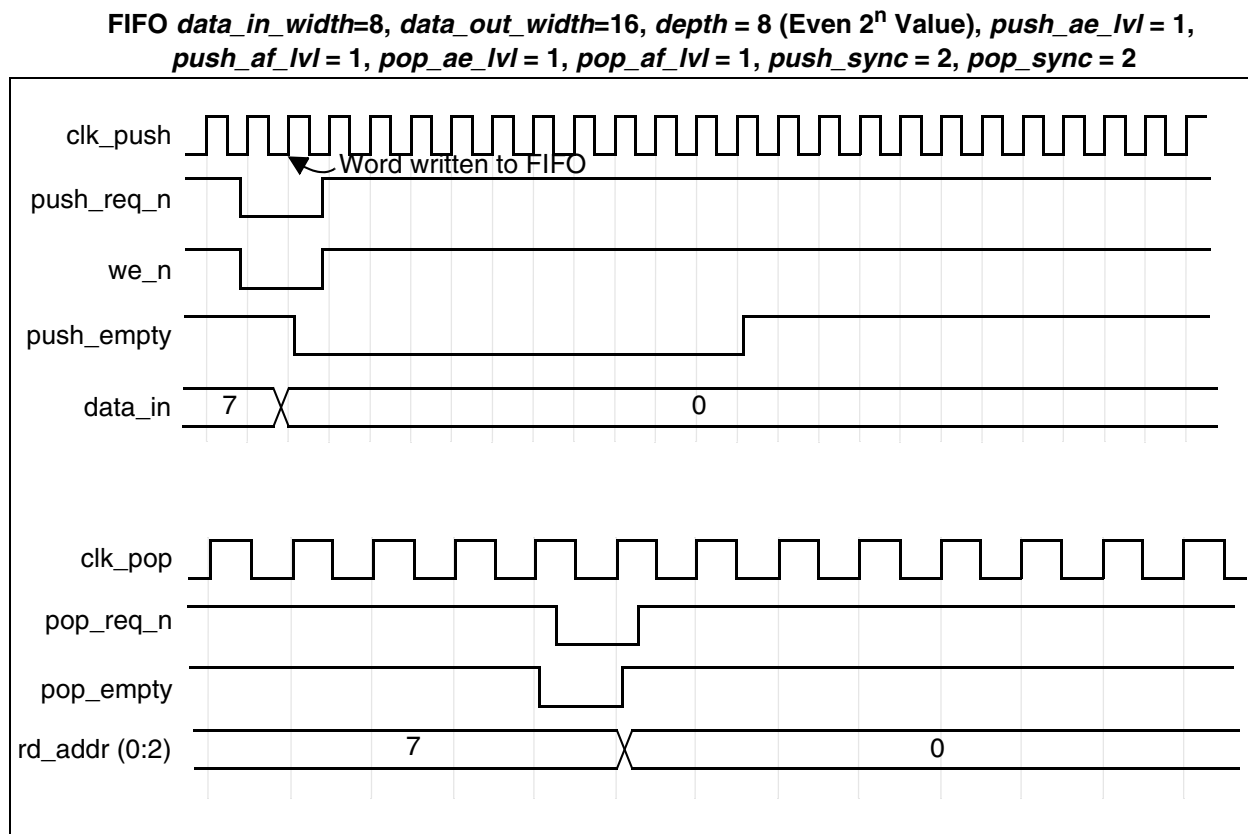 FIFO data_in_width=8, data_out_width=16, depth = 8 (Even 2ⁿ Value), push_ae_lvl = 1,
push_af_lvl = 1, pop_ae_lvl = 1, pop_af_lvl = 1, push_sync = 2, pop_sync = 2
clk_push
Word written to FIFO
push_req_n
we_n
push_empty
data_in
7
0
clk_pop
pop_req_n
pop_empty
rd_addr (0:2)
7
0